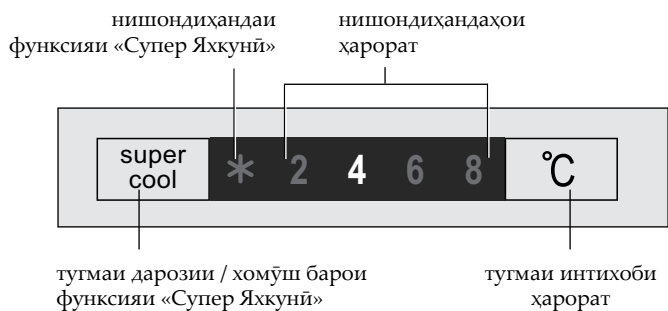 нишондиҳандаи
функсияи «Супер Яхкунӣ»
нишондиҳандаҳои
ҳарорат
super
cool
* 2 4 6 8
℃
тугмаи дарозии / хомӯш барои
функсияи «Супер Яхкунӣ»
тугмаи интихоби
ҳарорат